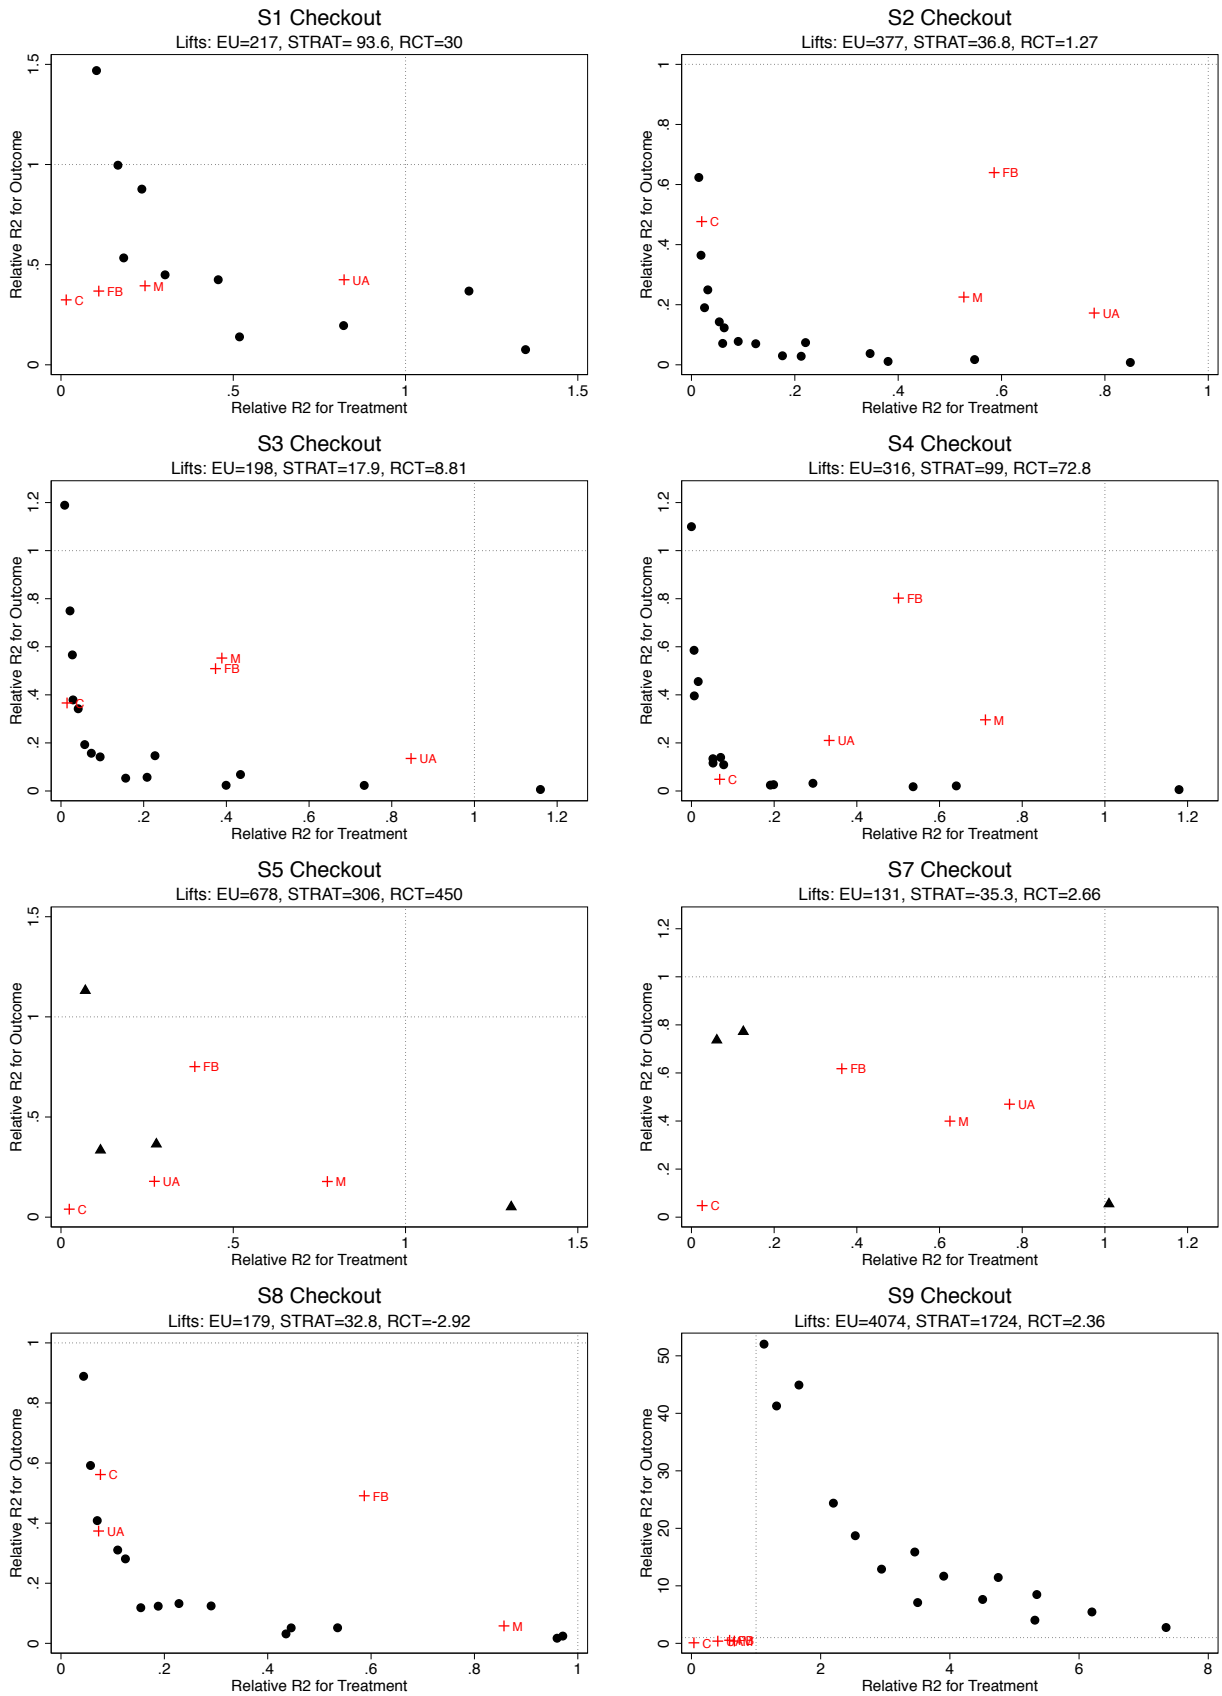 S1 Checkout
Lifts: EU=217, STRAT= 93.6, RCT=30
Relative R2 for Outcome
1.5
1
.5
0
C
FB
M
UA
0 .5 1 1.5
Relative R2 for Treatment
S2 Checkout
Lifts: EU=377, STRAT=36.8, RCT=1.27
Relative R2 for Outcome
1
.8
.6
.4
.2
0
FB
C
M
UA
0 .2 .4 .6 .8 1
Relative R2 for Treatment
S3 Checkout
Lifts: EU=198, STRAT=17.9, RCT=8.81
Relative R2 for Outcome
1.2
1
.8
.6
.4
.2
0
M
FB
C
UA
0 .2 .4 .6 .8 1 1.2
Relative R2 for Treatment
S4 Checkout
Lifts: EU=316, STRAT=99, RCT=72.8
Relative R2 for Outcome
1.2
1
.8
.6
.4
.2
0
FB
M
UA
C
0 .2 .4 .6 .8 1 1.2
Relative R2 for Treatment
S5 Checkout
Lifts: EU=678, STRAT=306, RCT=450
Relative R2 for Outcome
1.5
1
.5
0
FB
UA
M
C
0 .5 1 1.5
Relative R2 for Treatment
S7 Checkout
Lifts: EU=131, STRAT=-35.3, RCT=2.66
Relative R2 for Outcome
1.2
1
.8
.6
.4
.2
0
FB
UA
M
C
0 .2 .4 .6 .8 1 1.2
Relative R2 for Treatment
S8 Checkout
Lifts: EU=179, STRAT=32.8, RCT=-2.92
Relative R2 for Outcome
1
.8
.6
.4
.2
0
C
FB
UA
M
0 .2 .4 .6 .8 1
Relative R2 for Treatment
S9 Checkout
Lifts: EU=4074, STRAT=1724, RCT=2.36
Relative R2 for Outcome
50
40
30
20
10
0
C
0 2 4 6 8
Relative R2 for Treatment